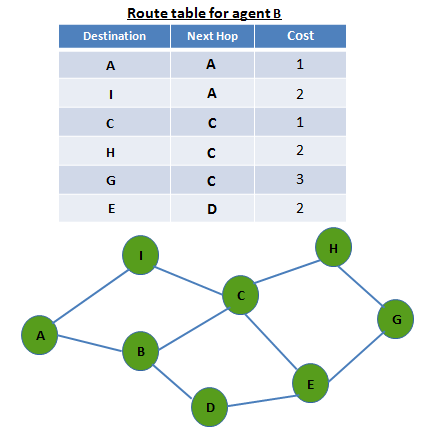 Route table for agent B
Destination Next Hop Cost
A A 1
I A 2
C C 1
H C 2
G C 3
E D 2
I
H
C
G
A
B
E
D